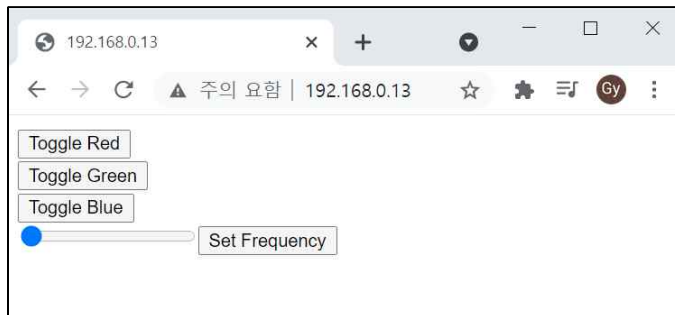 192.168.0.13
주의 요함 | 192.168.0.13
Gy
Toggle Red
Toggle Green
Toggle Blue
Set Frequency